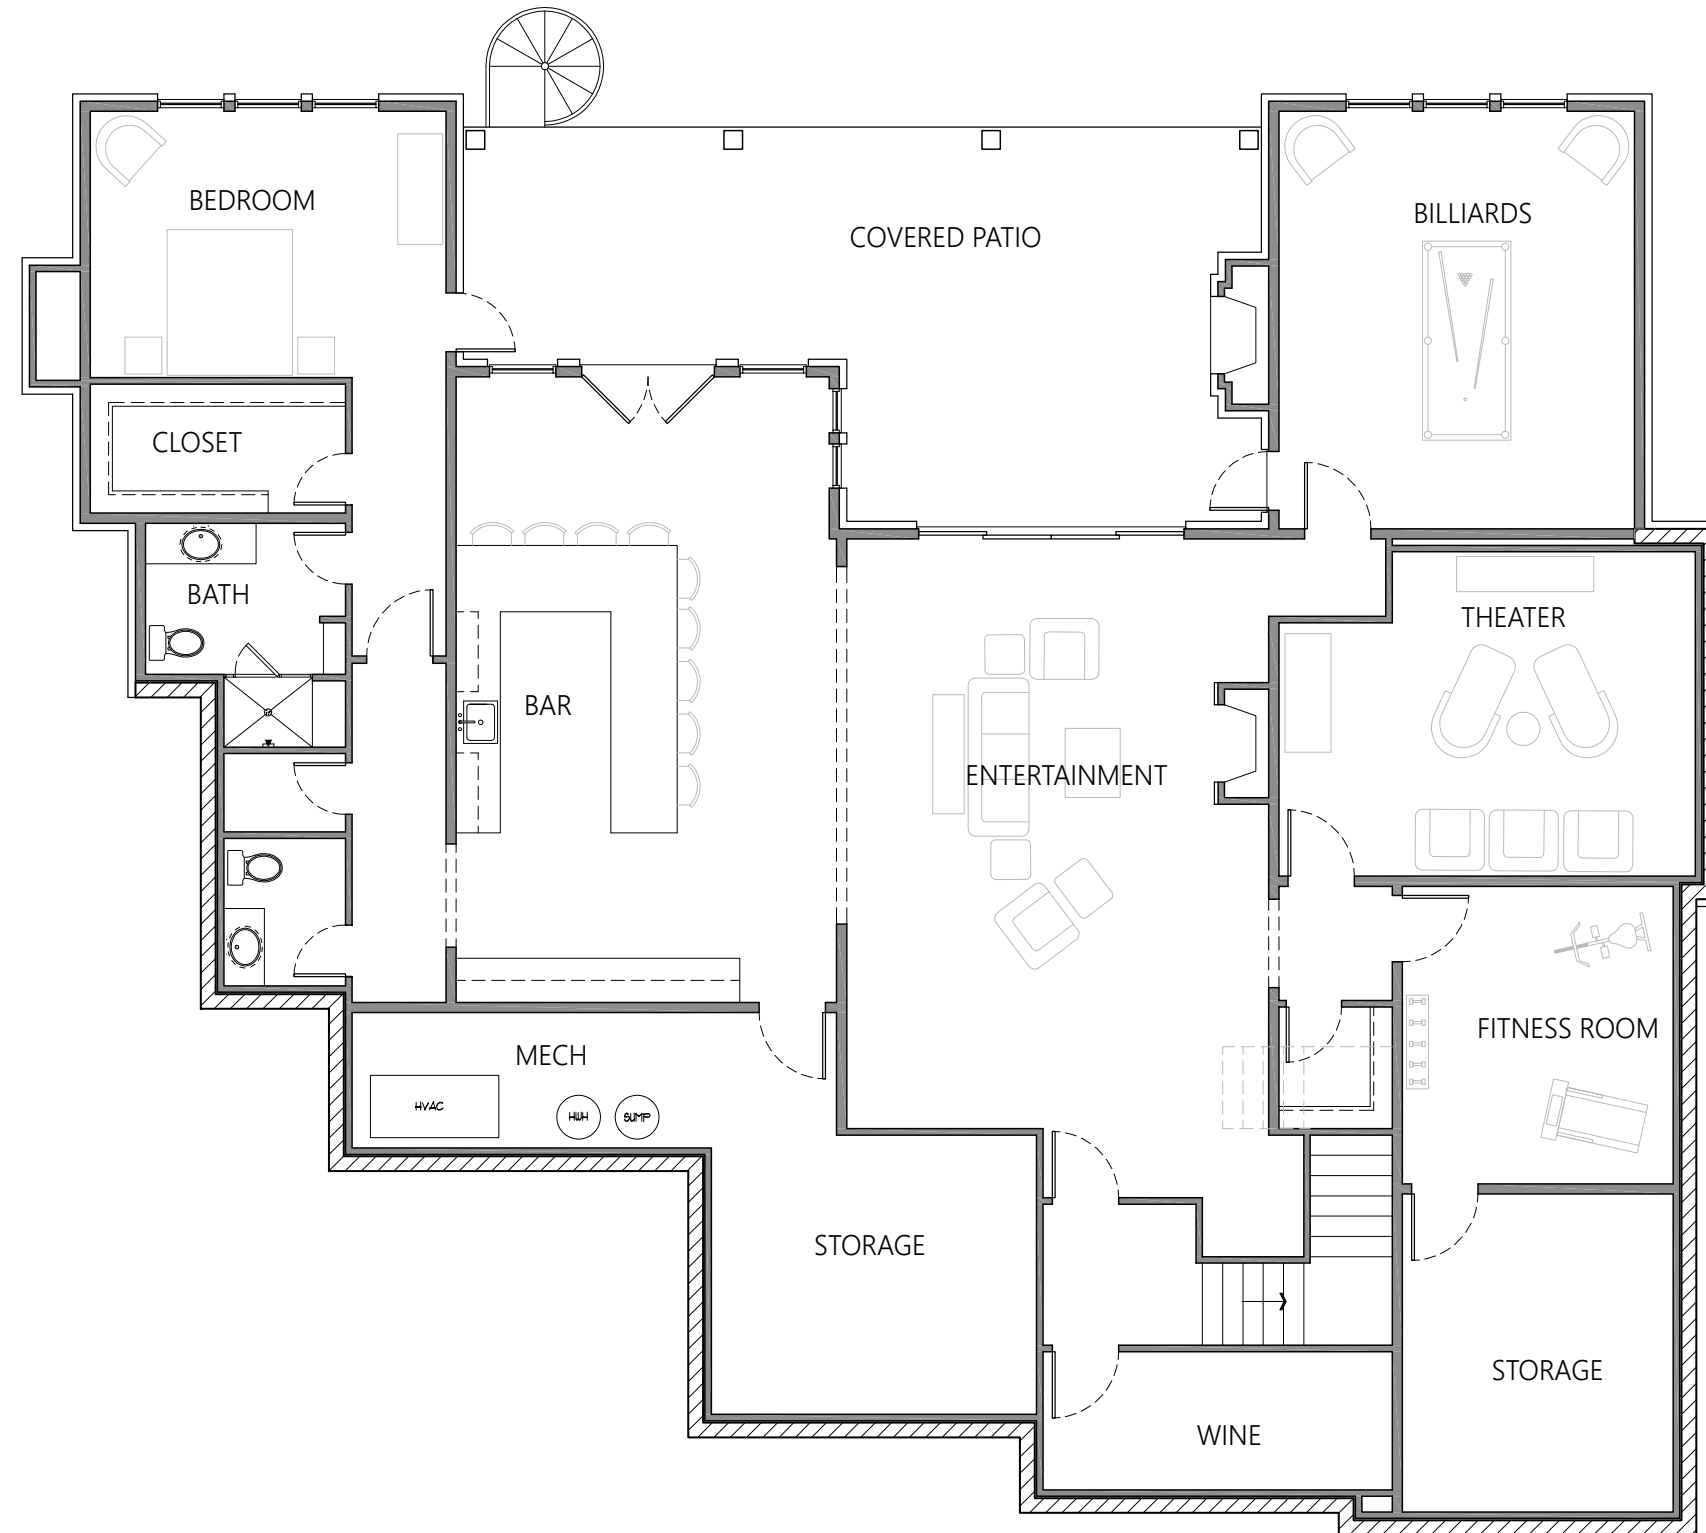 BEDROOM
BILLIARDS
COVERED PATIO
CLOSET
BATH
THEATER
BAR
ENTERTAINMENT
FITNESS ROOM
MECH
HVAC
HWH
SUMP
STORAGE
STORAGE
WINE